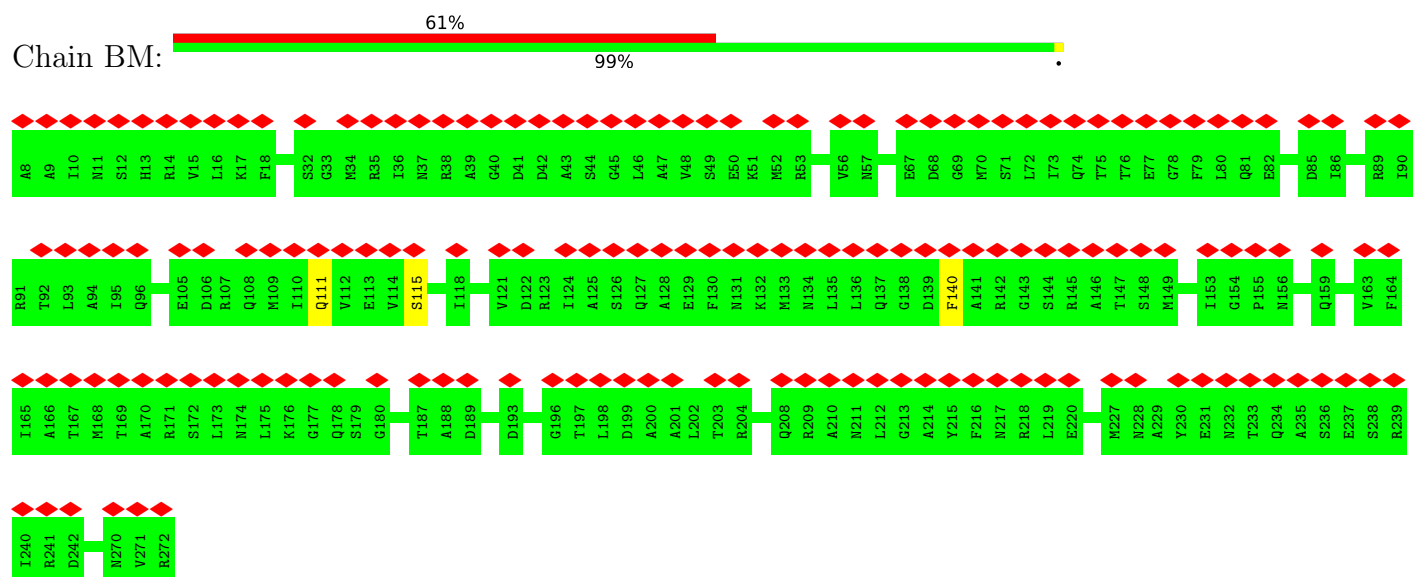 61%
Chain BM:
99% •
A8 A9 I10 N11 S12 H13 R14 V15 L16 K17 F18 S32 G33 M34 R35 I36 N37 R38 A39 G40 D41 D42 A43 S44 G45 L46 A47 V48 S49 E50 K51 M52 R53 V56 N57 E67 D68 G69 M70 S71 L72 I73 Q74 T75 T76 E77 G78 F79 L80 Q81 E82 D85 I86 R89 I90
R91 T92 L93 A94 I95 Q96 E105 D106 R107 Q108 M109 I110 Q111 V112 E113 V114 S115 I118 V121 D122 R123 I124 A125 S126 Q127 A128 E129 F130 N131 K132 M133 N134 L135 L136 Q137 G138 D139 F140 A141 R142 G143 S144 R145 A146 T147 S148 M149 I153 G154 P155 N156 Q159 V163 F164
I165 A166 T167 M168 T169 A170 R171 S172 L173 N174 L175 K176 G177 Q178 S179 G180 T187 A188 D189 D193 G196 T197 L198 D199 A200 A201 L202 T203 R204 Q208 R209 A210 N211 L212 G213 A214 Y215 F216 N217 R218 L219 E220 M227 N228 A229 Y230 E231 N232 T233 Q234 A235 S236 E237 S238 R239
I240 R241 D242 N270 V271 R272